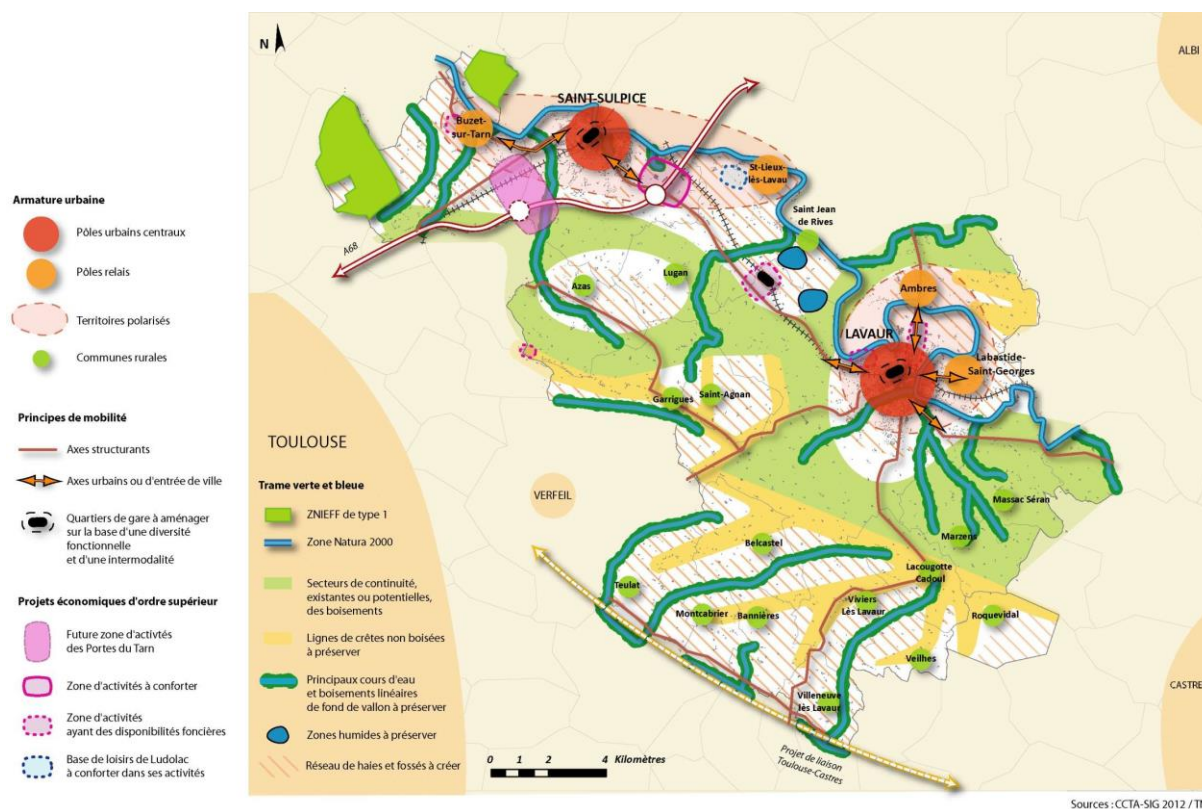 Armature urbaine
Pôles urbains centraux
Pôles relais
Territoires polarisés
Communes rurales
Principes de mobilité
Axes structurants
Axes urbains ou d'entrée de ville
Quartiers de gare à aménager
sur la base d'une diversité
fonctionnelle
et d'une intermodalité
Projets économiques d'ordre supérieur
Future zone d'activtés
des Portes du Tarn
Zone d'activités à conforter
Zone d'activités
ayant des disponibilités foncières
Base de loisirs de Ludolac
à conforter dans ses activités
N
ALBI
SAINT-SULPICE
Buzet-
sur-Tarn
St-Lieux-
lès-Lavau
Saint Jean
de Rives
A68
Azas
Lugan
Ambres
LAVAUR
Labastide-
Saint-Georges
Garrigues
Saint-Agnan
TOULOUSE
VERFEIL
Massac Séran
Marzens
Belcastel
Lacougotte
Cadoul
Teulat
Montcabrier
Bannières
Viviers
Lès Lavaur
Roquevidal
Veilhes
Villeneuve
lès Lavaur
CASTRE
Projet de liaison
Toulouse-Castres
Trame verte et bleue
ZNIEFF de type 1
Zone Natura 2000
Secteurs de continuité,
existantes ou potentielles,
des boisements
Lignes de crêtes non boisées
à préserver
Principaux cours d'eau
et boisements linéaires
de fond de vallon à préserver
Zones humides à préserver
Réseau de haies et fossés à créer
0 2 4 Kilomètres
Sources : CCTA-SIG 2012 / TI